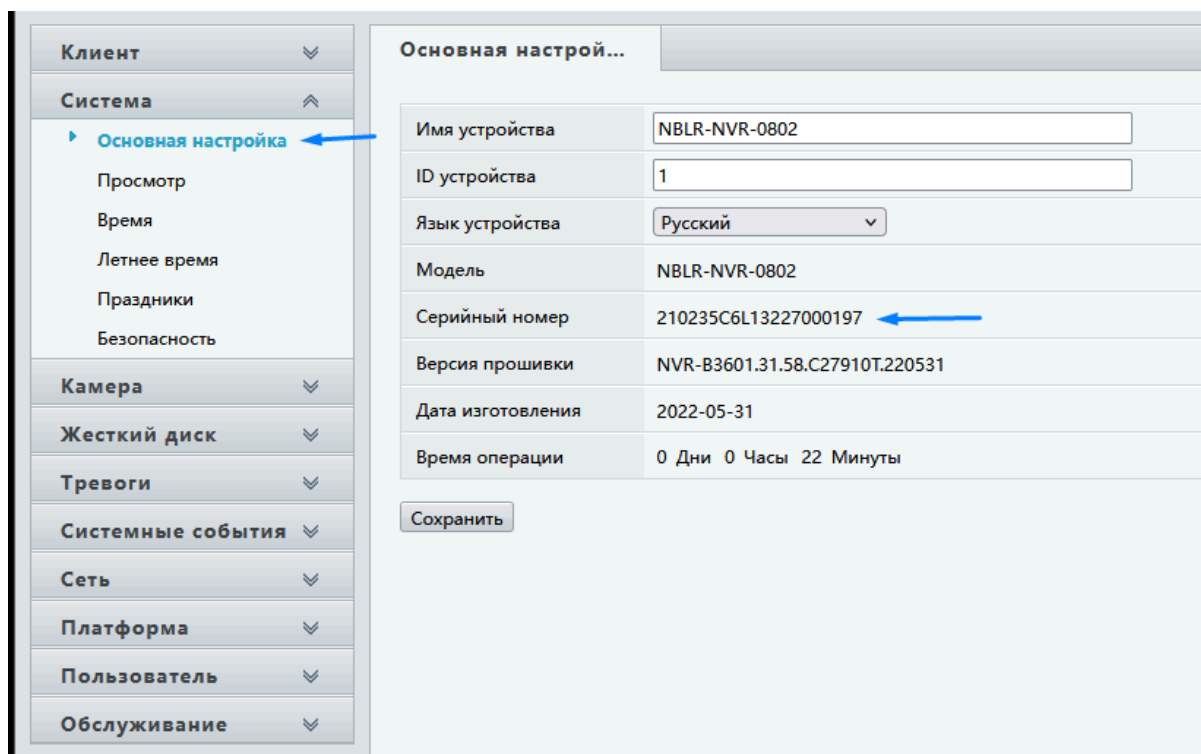 Клиент
Система
Основная настройка
Просмотр
Время
Летнее время
Праздники
Безопасность
Камера
Жесткий диск
Тревоги
Системные события
Сеть
Платформа
Пользователь
Обслуживание
Основная настрой...
Имя устройства NBLR-NVR-0802
ID устройства 1
Язык устройства Русский
Модель NBLR-NVR-0802
Серийный номер 210235C6L13227000197
Версия прошивки NVR-B3601.31.58.C27910T.220531
Дата изготовления 2022-05-31
Время операции 0 Дни 0 Часы 22 Минуты
Сохранить